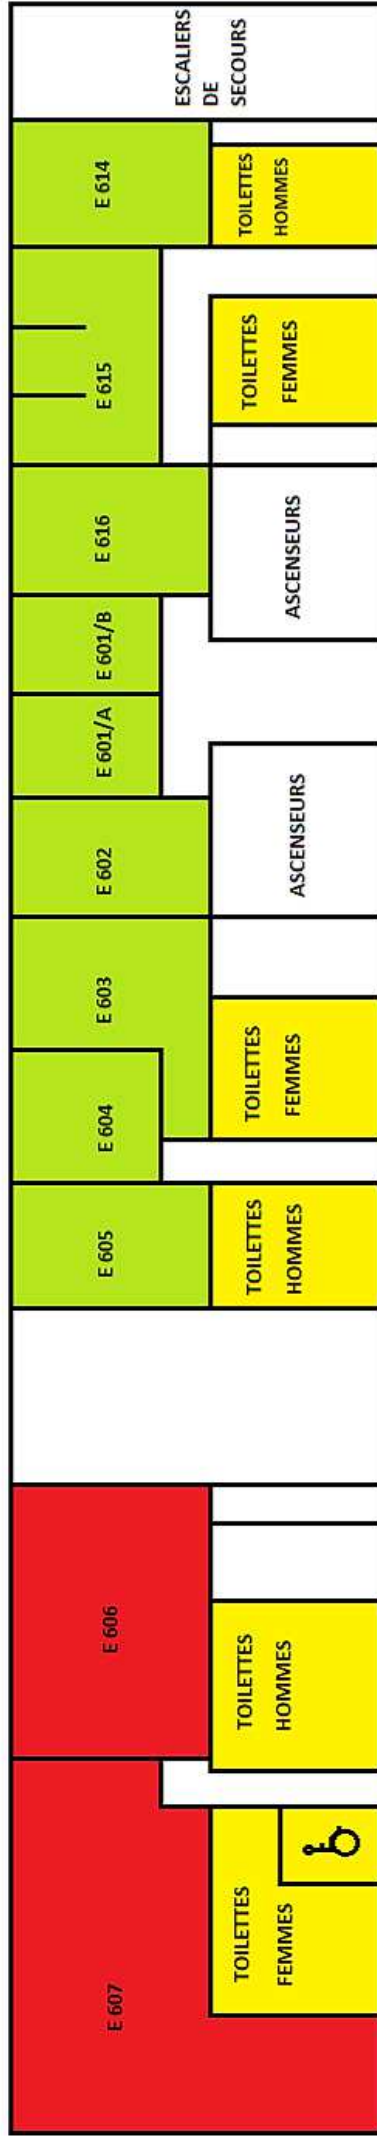 E 607
E 606
E 605
E 604
E 603
E 602
E 601/A
E 601/B
E 616
E 615
E 614
ESCALIERS
DE
SECOURS
TOILETTES
FEMMES
TOILETTES
HOMMES
TOILETTES
HOMMES
TOILETTES
FEMMES
ASCENSEURS
ASCENSEURS
TOILETTES
FEMMES
TOILETTES
HOMMES